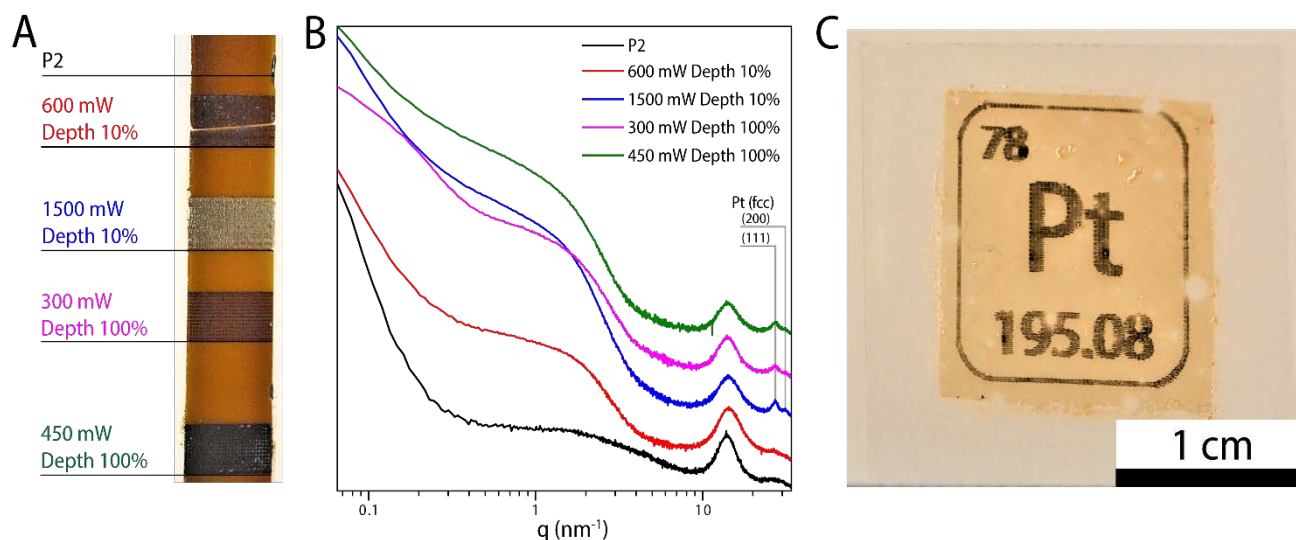 A
P2
600 mW
Depth 10%
1500 mW
Depth 10%
300 mW
Depth 100%
450 mW
Depth 100%
B
P2
600 mW Depth 10%
1500 mW Depth 10%
300 mW Depth 100%
450 mW Depth 100%
Pt (fcc)
(200)
(111)
0.1
1
10
q (nm⁻¹)
C
78
Pt
195.08
1 cm